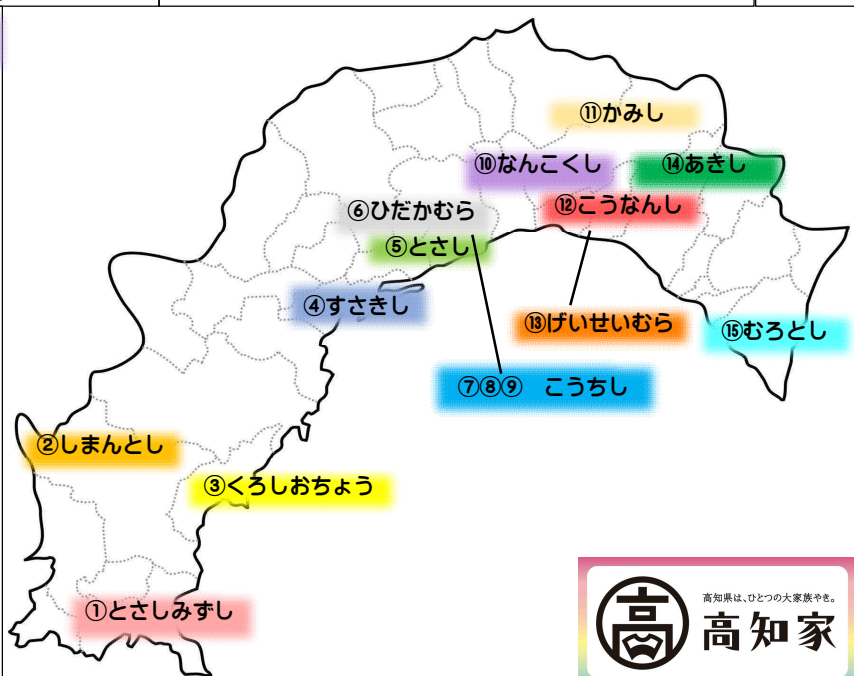 ⑪かみし
⑩なんこくし
⑭あきし
⑥ひだかむら
⑫こうなんし
⑤とさし
④すさきし
⑬げいせいむら
⑮むろとし
⑦⑧⑨ こうちし
②しまんとし
③くろしおちょう
①とさしみずし
高
高知県は、ひとつの大家族やき。
高知家